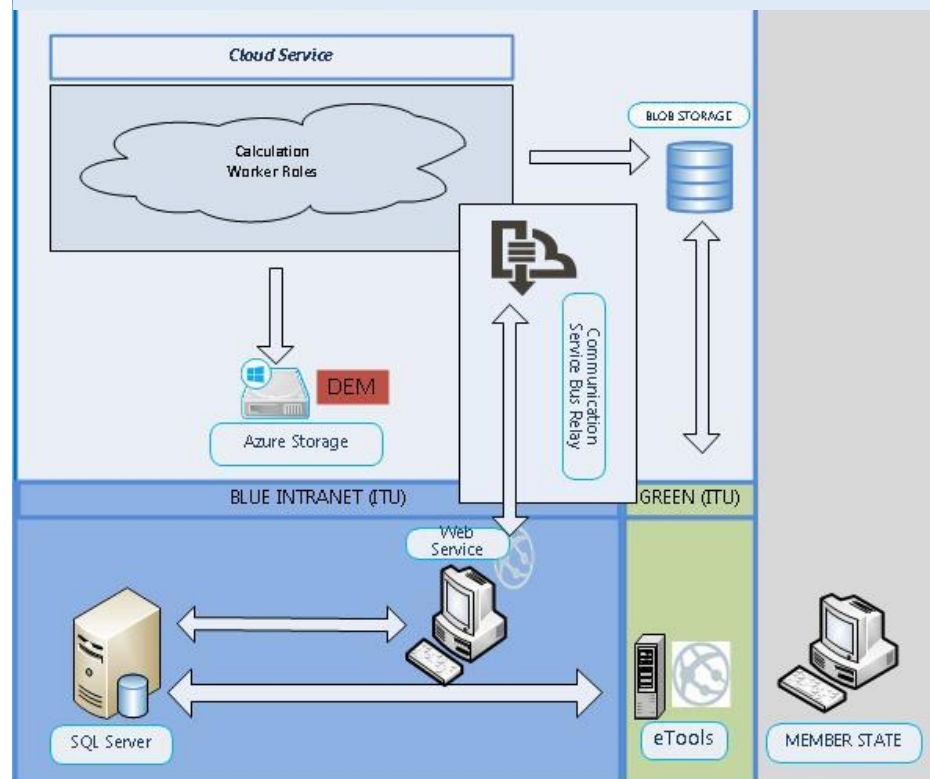 Cloud Service
Calculation
Worker Roles
BLOB STORAGE
Communication
Service Bus Relay
DEM
Azure Storage
BLUE INTRANET (ITU)
GREEN (ITU)
Web
Service
SQL Server
eTools
MEMBER STATE